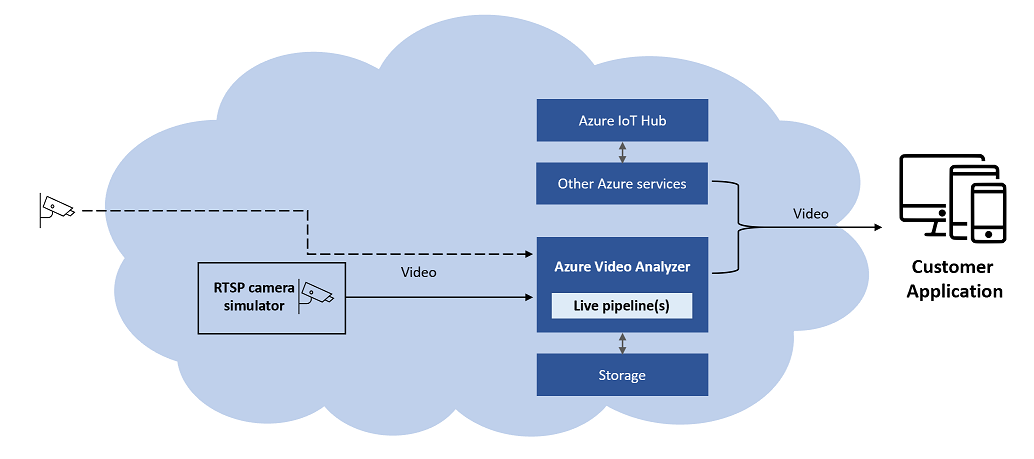 Azure IoT Hub
Other Azure services
Video
Azure Video Analyzer
Customer
Application
Video
RTSP camera
simulator
Live pipeline(s)
Storage